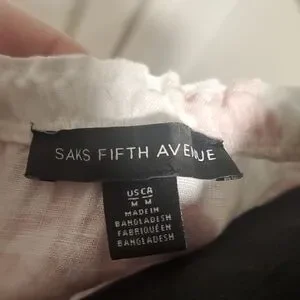 SAKS FIFTH AVENUE
US CA
M M
MADE IN
BANGLADESH
FABRIQUÉ EN
BANGLADESH